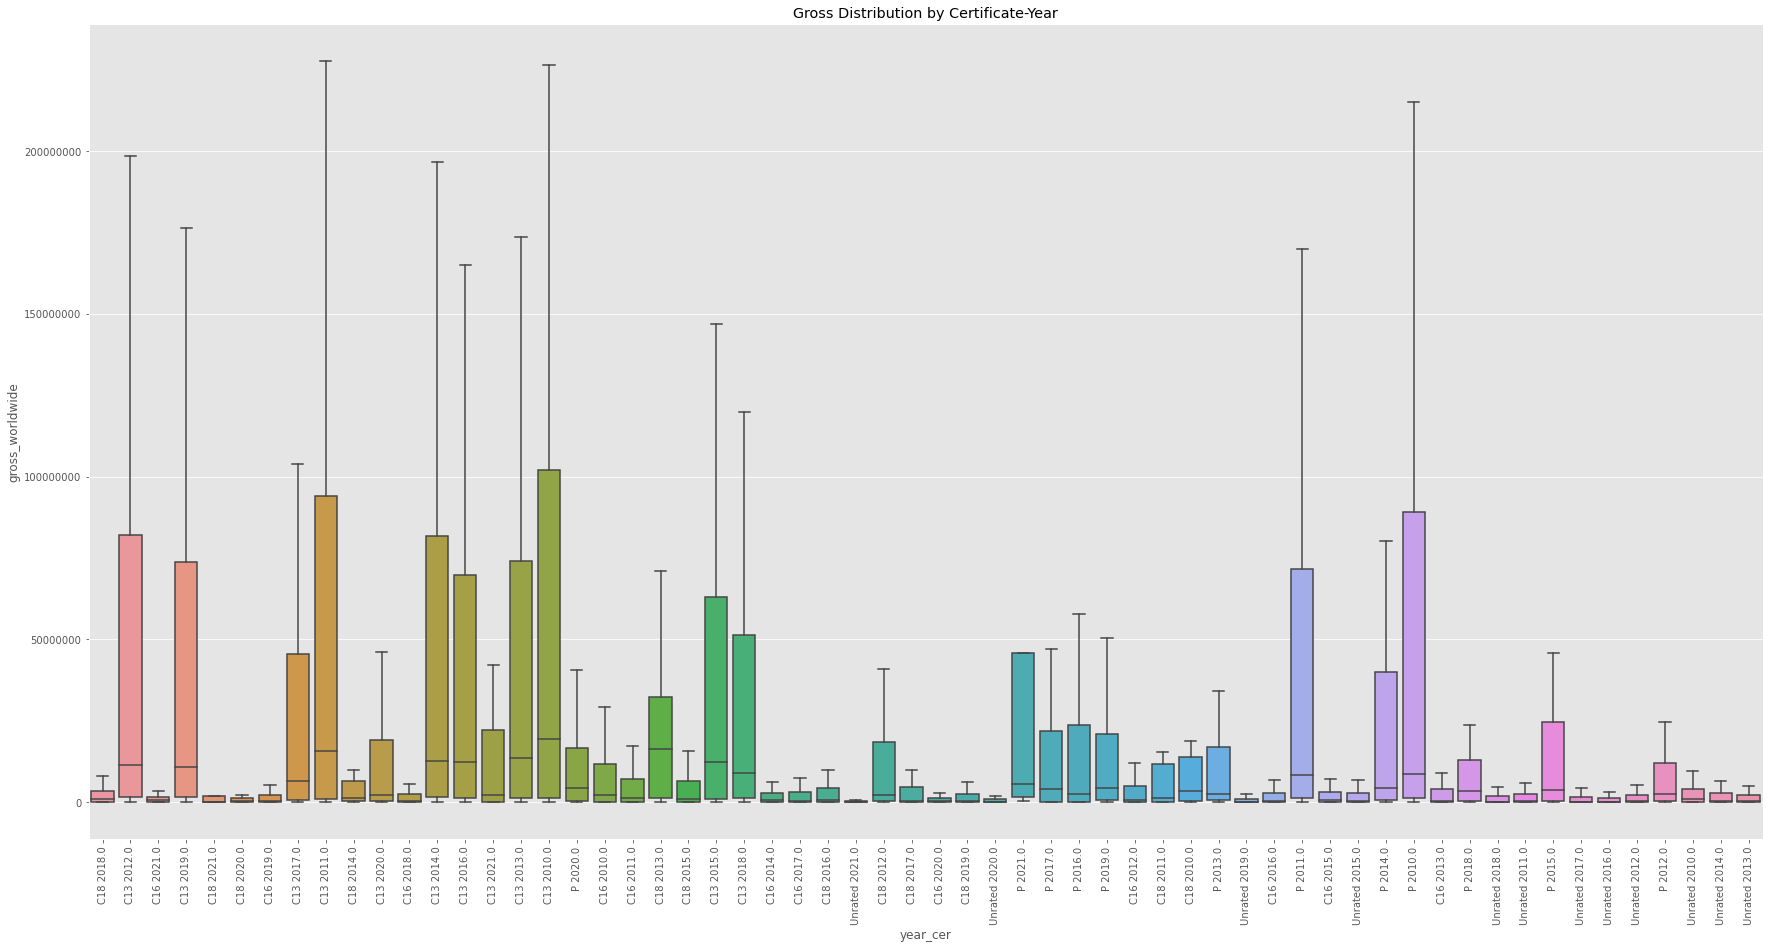 Gross Distribution by Certificate-Year
gross_worldwide
200000000
150000000
100000000
50000000
0
C18 2018.0
C13 2012.0
C16 2021.0
C13 2019.0
C18 2021.0
C18 2020.0
C16 2019.0
C13 2017.0
C13 2011.0
C18 2014.0
C13 2020.0
C16 2018.0
C13 2014.0
C13 2016.0
C13 2021.0
C13 2013.0
C13 2010.0
P 2020.0
C16 2010.0
C16 2011.0
C18 2013.0
C18 2015.0
C13 2015.0
C13 2018.0
C16 2014.0
C16 2017.0
C18 2016.0
Unrated 2021.0
C18 2012.0
C18 2017.0
C16 2020.0
C18 2019.0
Unrated 2020.0
P 2021.0
P 2017.0
P 2016.0
P 2019.0
C16 2012.0
C18 2011.0
C18 2010.0
P 2013.0
Unrated 2019.0
C16 2016.0
P 2011.0
C16 2015.0
Unrated 2015.0
P 2014.0
P 2010.0
C16 2013.0
P 2018.0
Unrated 2018.0
Unrated 2011.0
P 2015.0
Unrated 2017.0
Unrated 2016.0
Unrated 2012.0
P 2012.0
Unrated 2010.0
Unrated 2014.0
Unrated 2013.0
year_cer